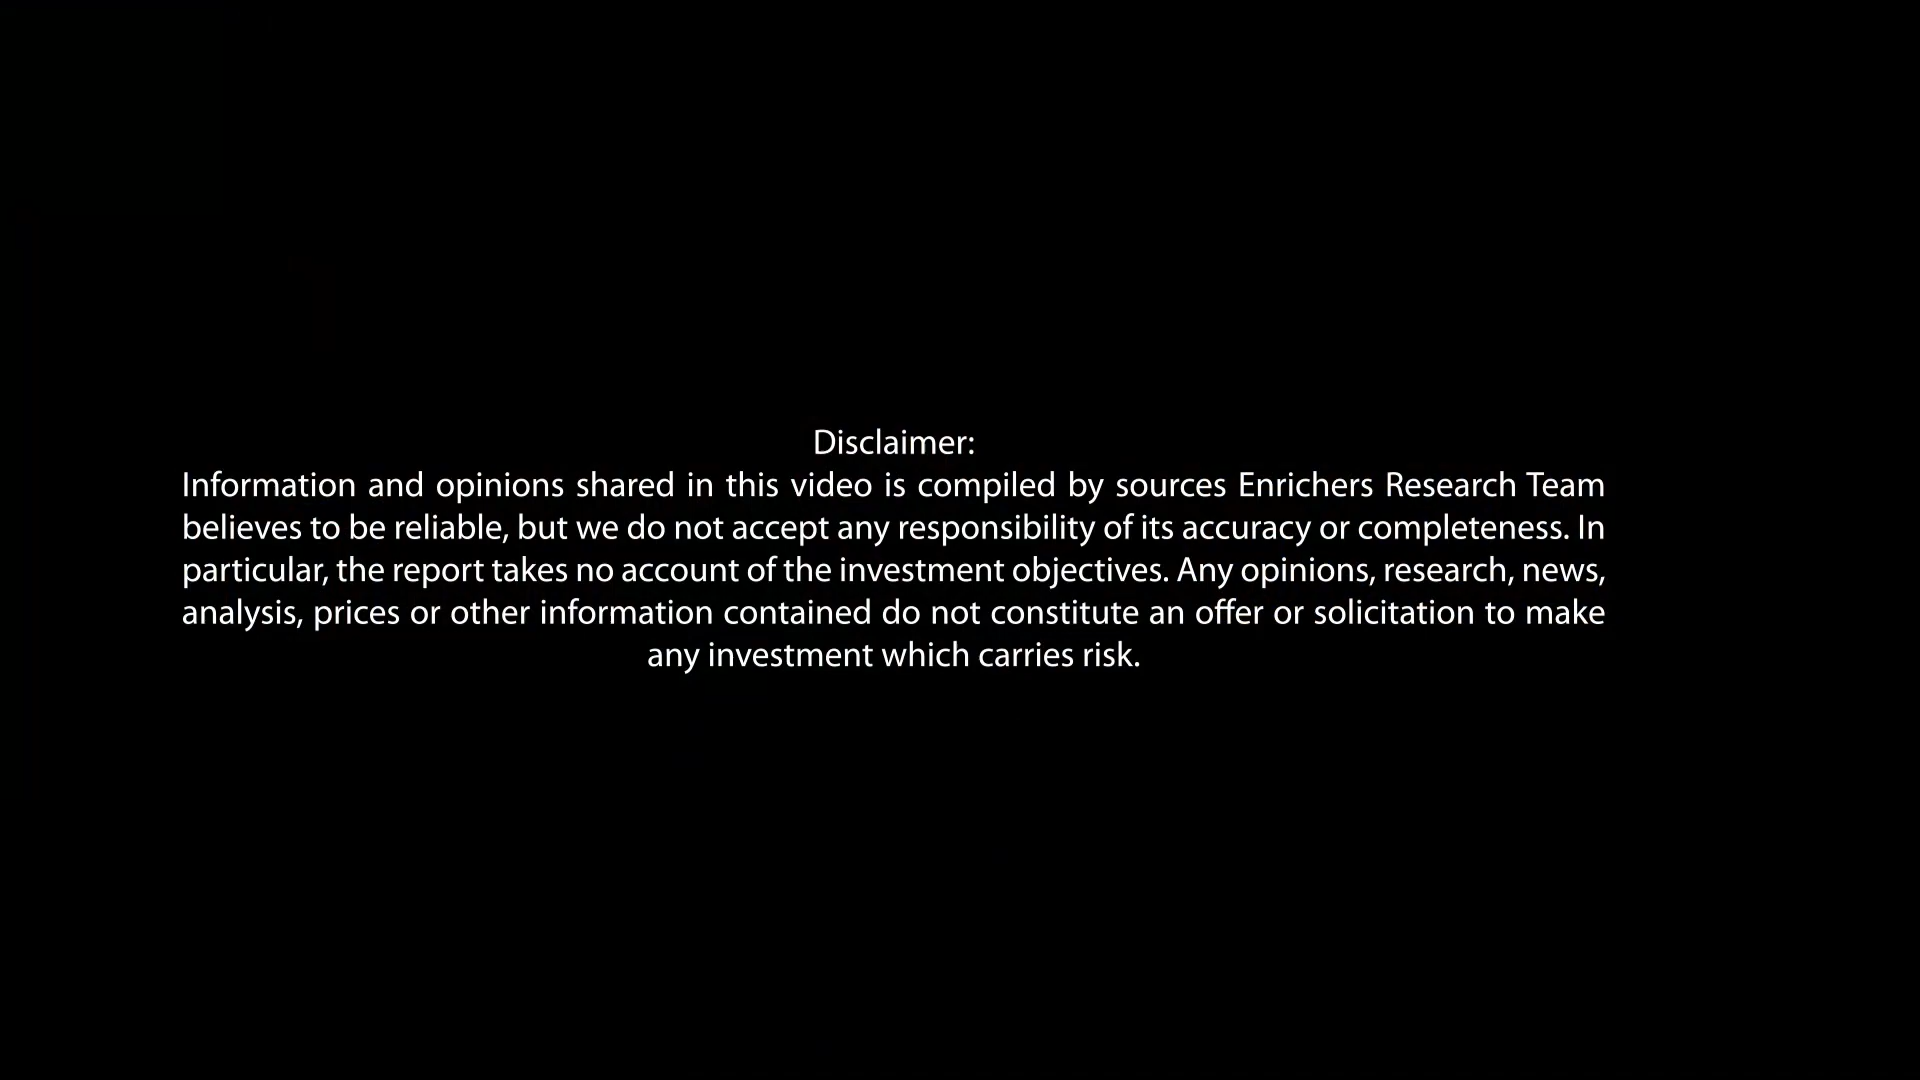 Disclaimer:
Information and opinions shared in this video is compiled by sources Enrichers Research Team
believes to be reliable, but we do not accept any responsibility of its accuracy or completeness. In
particular, the report takes no account of the investment objectives. Any opinions, research, news,
analysis, prices or other information contained do not constitute an offer or solicitation to make
any investment which carries risk.